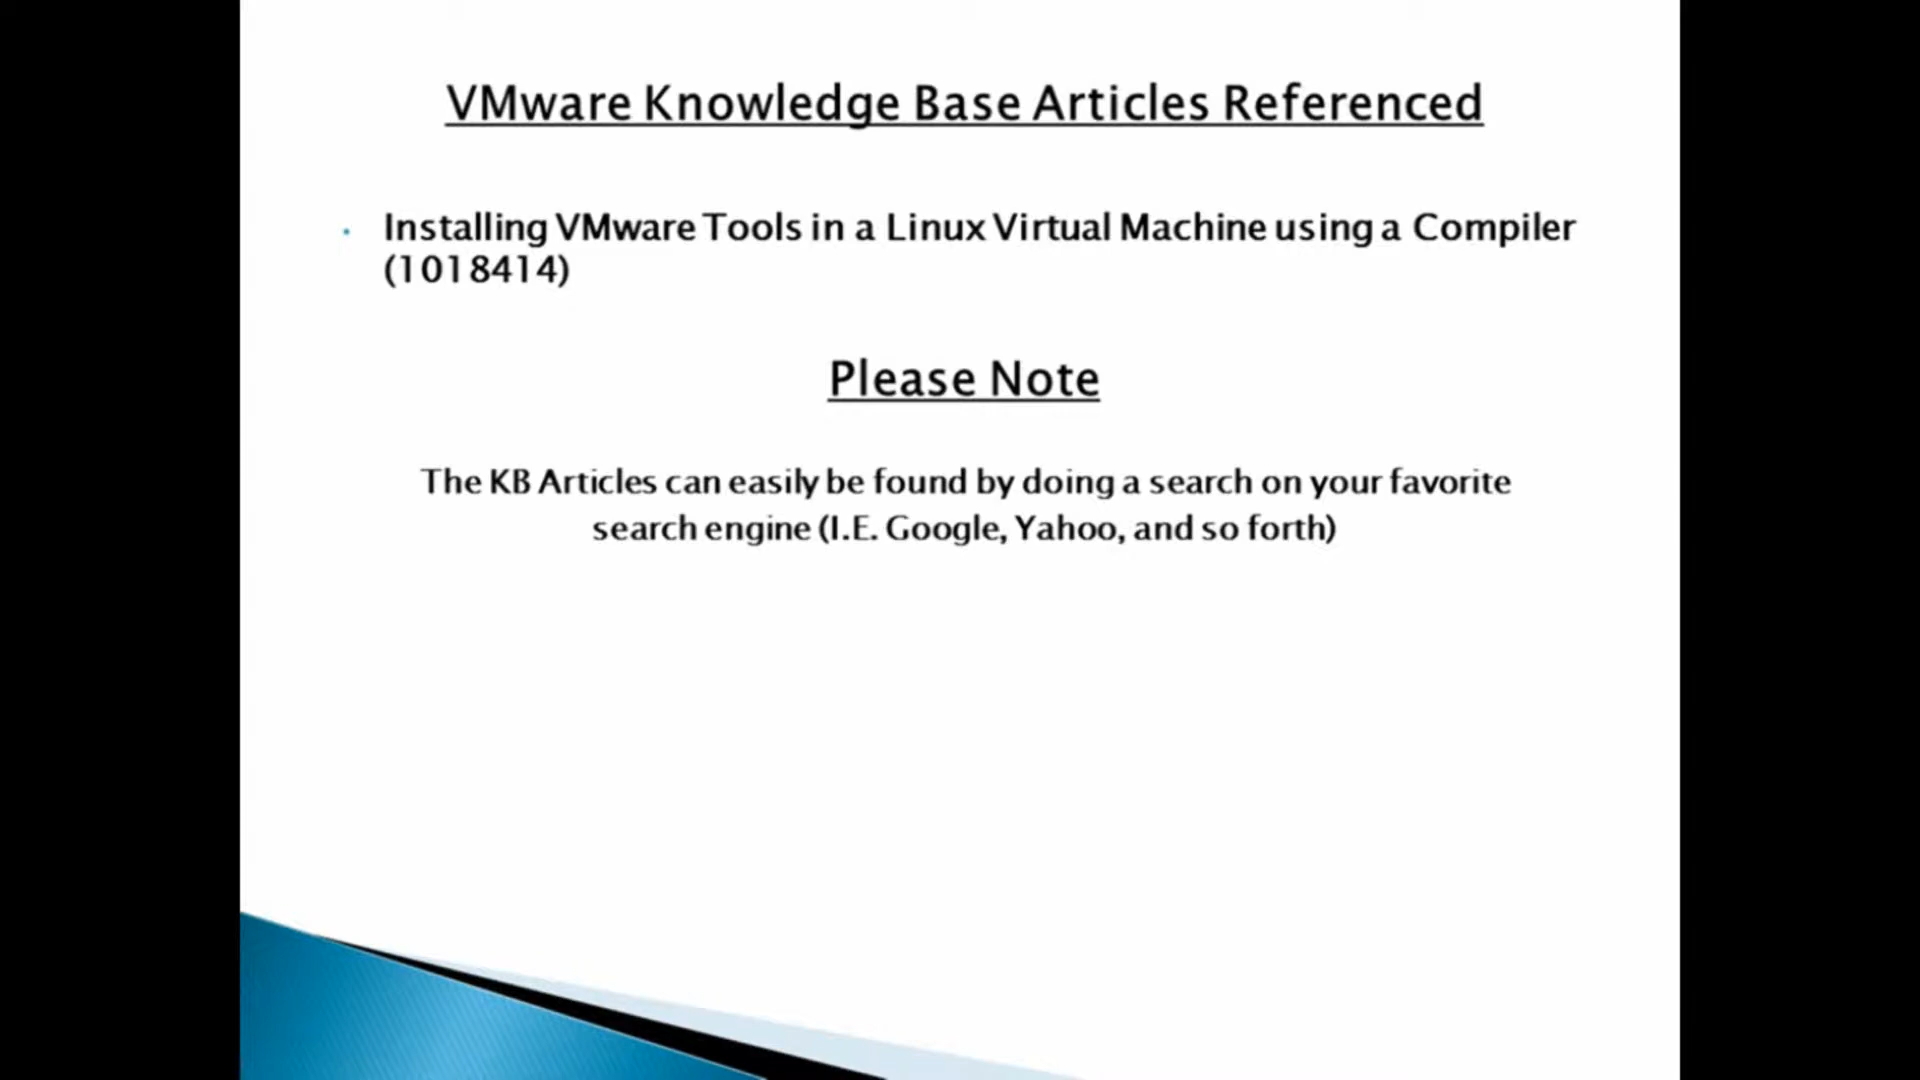 VMware Knowledge Base Articles Referenced
• Installing VMware Tools in a Linux Virtual Machine using a Compiler
(1018414)
Please Note
The KB Articles can easily be found by doing a search on your favorite
search engine (I.E. Google, Yahoo, and so forth)